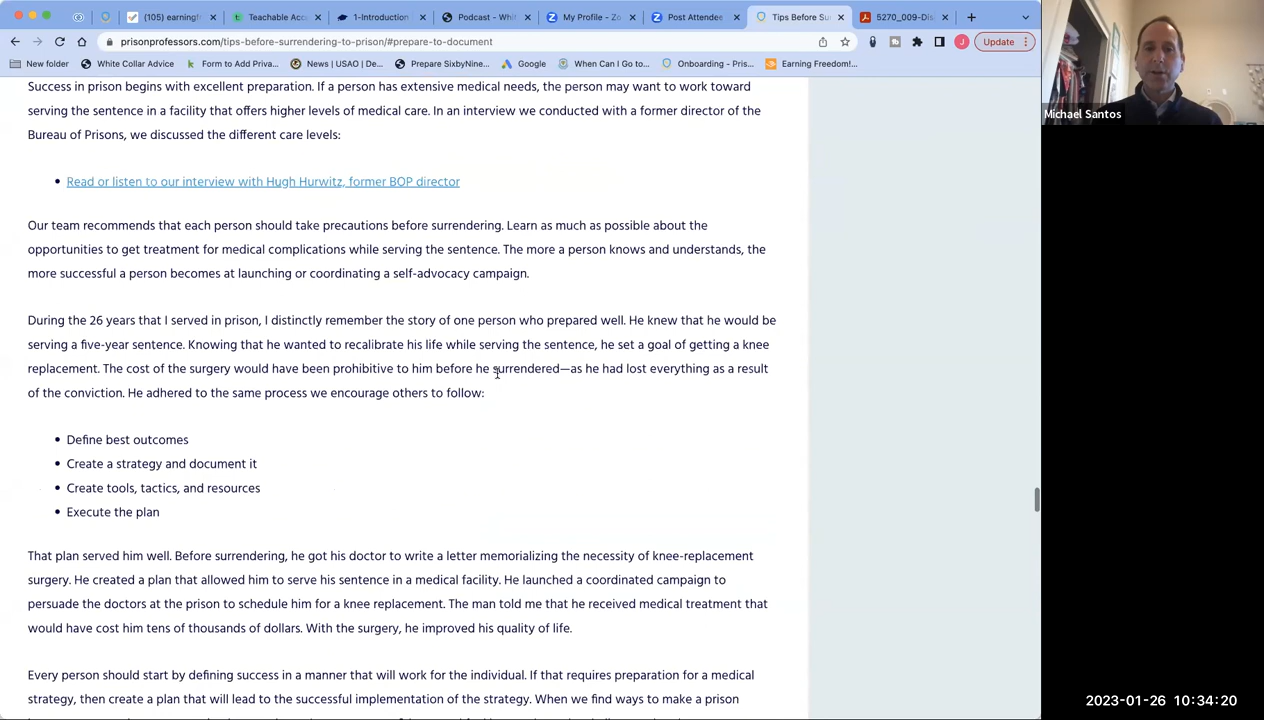 (105) earningf
Teachable Acc
1-Introduction
Podcast - Whi
My Profile - Zo
Post Attendee
Tips Before Su
5270_009-Dis
prisonprofessors.com/tips-before-surrendering-to-prison/#prepare-to-document
J
Update
New folder
White Collar Advice
Form to Add Priva...
News | USAO | De...
Prepare SixbyNine...
Google
When Can I Go to...
Onboarding - Pris...
Earning Freedom!...
Michael Santos
Success in prison begins with excellent preparation. If a person has extensive medical needs, the person may want to work toward
serving the sentence in a facility that offers higher levels of medical care. In an interview we conducted with a former director of the
Bureau of Prisons, we discussed the different care levels:
• Read or listen to our interview with Hugh Hurwitz, former BOP director
Our team recommends that each person should take precautions before surrendering. Learn as much as possible about the
opportunities to get treatment for medical complications while serving the sentence. The more a person knows and understands, the
more successful a person becomes at launching or coordinating a self-advocacy campaign.
During the 26 years that I served in prison, I distinctly remember the story of one person who prepared well. He knew that he would be
serving a five-year sentence. Knowing that he wanted to recalibrate his life while serving the sentence, he set a goal of getting a knee
replacement. The cost of the surgery would have been prohibitive to him before he surrendered—as he had lost everything as a result
of the conviction. He adhered to the same process we encourage others to follow:
• Define best outcomes
• Create a strategy and document it
• Create tools, tactics, and resources
• Execute the plan
That plan served him well. Before surrendering, he got his doctor to write a letter memorializing the necessity of knee-replacement
surgery. He created a plan that allowed him to serve his sentence in a medical facility. He launched a coordinated campaign to
persuade the doctors at the prison to schedule him for a knee replacement. The man told me that he received medical treatment that
would have cost him tens of thousands of dollars. With the surgery, he improved his quality of life.
Every person should start by defining success in a manner that will work for the individual. If that requires preparation for a medical
strategy, then create a plan that will lead to the successful implementation of the strategy. When we find ways to make a prison
2023-01-26 10:34:20